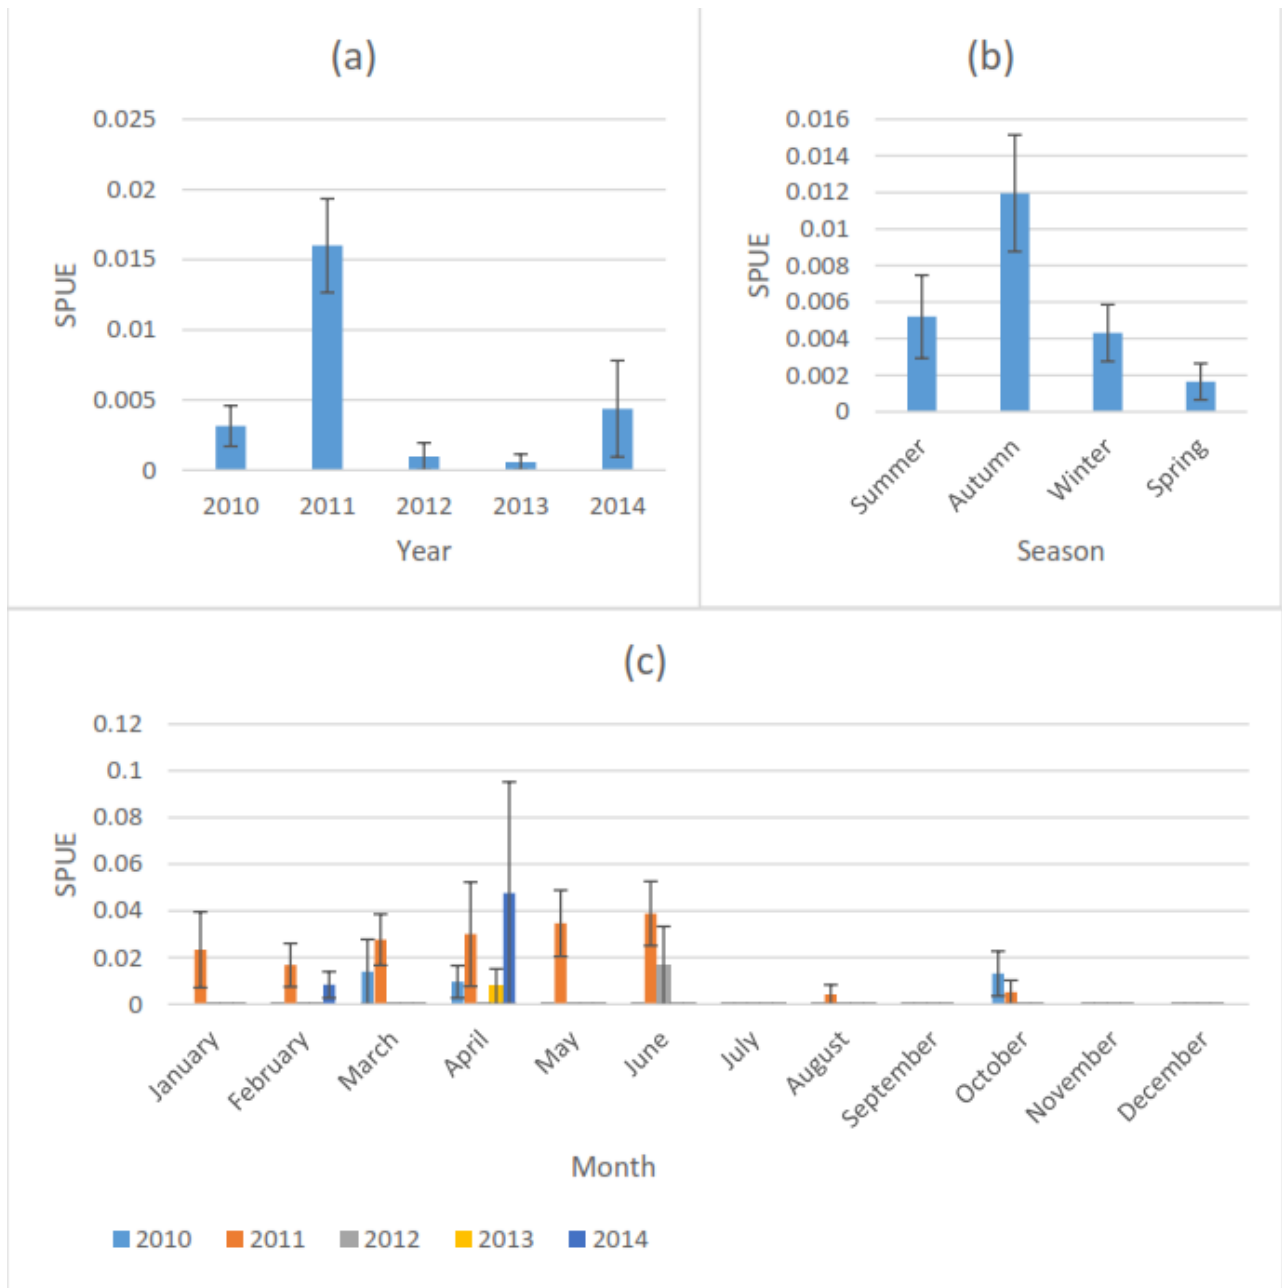 (a)
0.025
0.02
0.015
0.01
0.005
0
SPUE
2010 2011 2012 2013 2014
Year
(b)
0.016
0.014
0.012
0.01
0.008
0.006
0.004
0.002
0
SPUE
Summer Autumn Winter Spring
Season
(c)
0.12
0.1
0.08
0.06
0.04
0.02
0
SPUE
January February March April May June July August September October November December
Month
2010 2011 2012 2013 2014